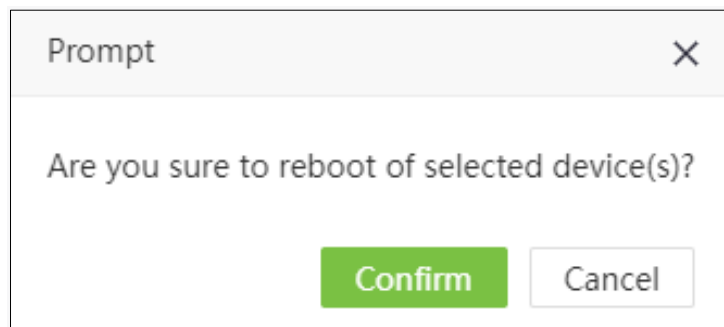 Prompt
Are you sure to reboot of selected device(s)?
Confirm Cancel